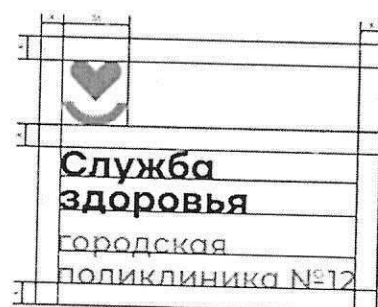 Служба
здоровья
городская
поликлиника №12